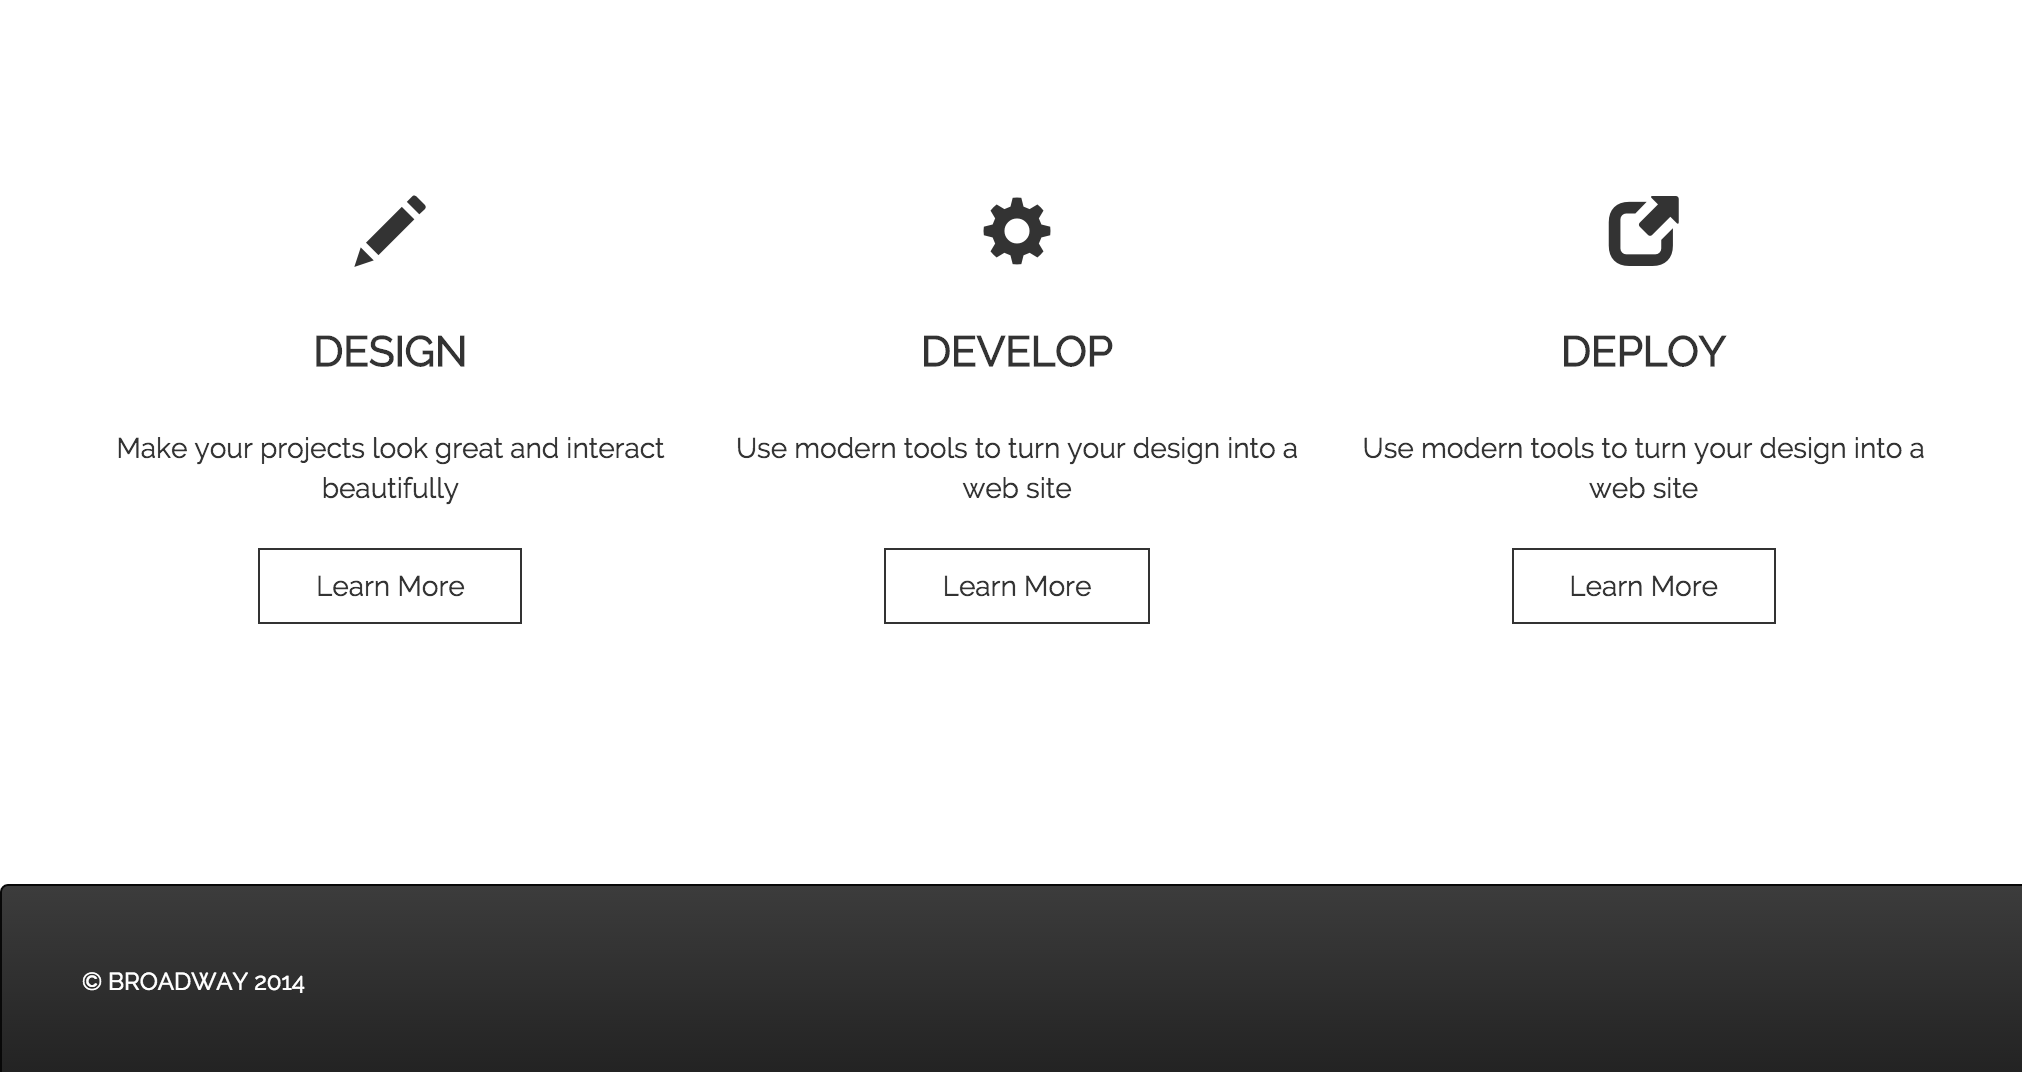 DESIGN
Make your projects look great and interact
beautifully
Learn More
DEVELOP
Use modern tools to turn your design into a
web site
Learn More
DEPLOY
Use modern tools to turn your design into a
web site
Learn More
© BROADWAY 2014